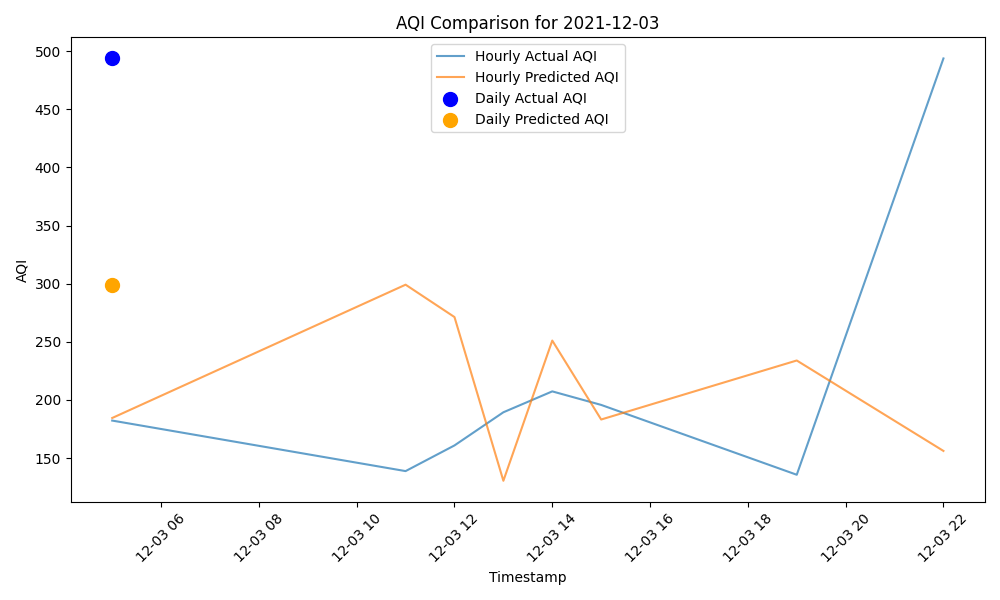 AQI Comparison for 2021-12-03
Hourly Actual AQI
Hourly Predicted AQI
Daily Actual AQI
Daily Predicted AQI
AQI
500
450
400
350
300
250
200
150
12-03 06
12-03 08
12-03 10
12-03 12
12-03 14
12-03 16
12-03 18
12-03 20
12-03 22
Timestamp